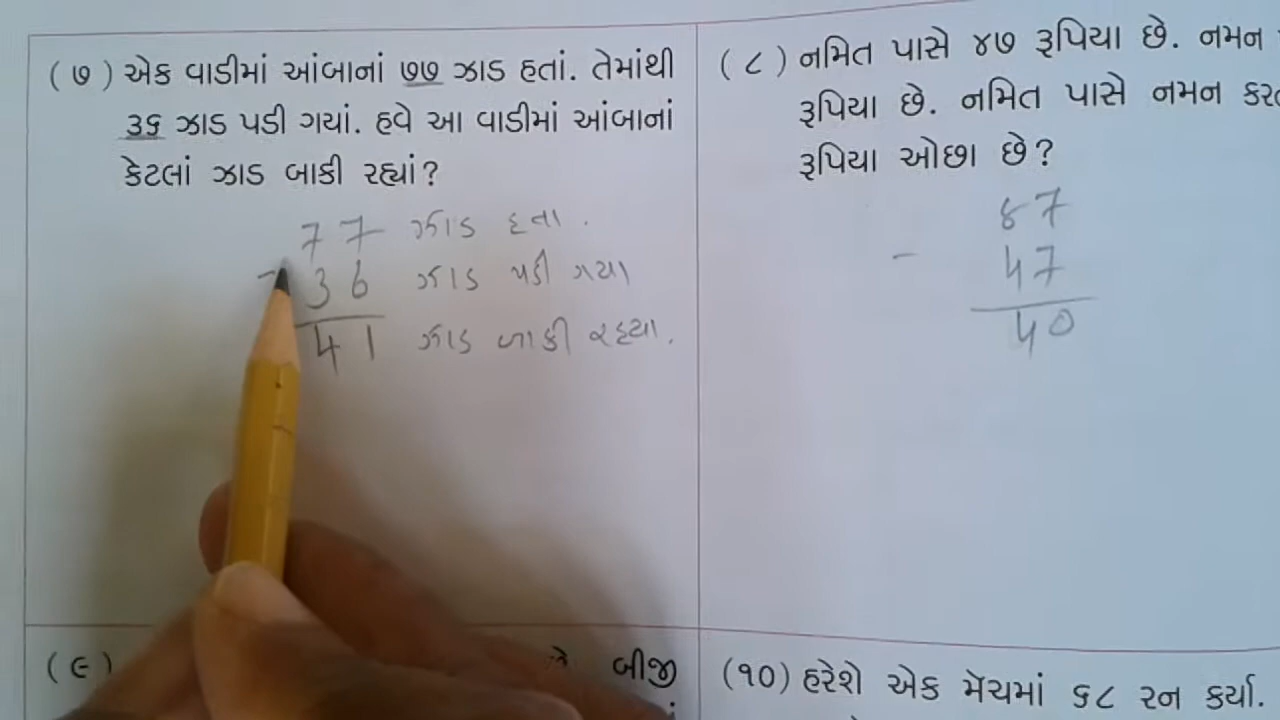 (૭) એક વાડીમાં આંબાનાં ૭૭ ઝાડ હતાં. તેમાંથી
૩૬ ઝાડ પડી ગયાં. હવે આ વાડીમાં આંબાનાં
કેટલાં ઝાડ બાકી રહ્યાં?
77 ઝાડ હતા.
- 36 ઝાડ પડી ગયા
41 ઝાડ બાકી રહ્યા.
(૮) નમિત પાસે ૪૭ રૂપિયા છે. નમન
રૂપિયા છે. નમિત પાસે નમન
રૂપિયા ઓછા છે?
87
- 47
40
(૯) બીજી
(૧૦) હરેશે એક મેચમાં ૬૮ રન કર્યા.